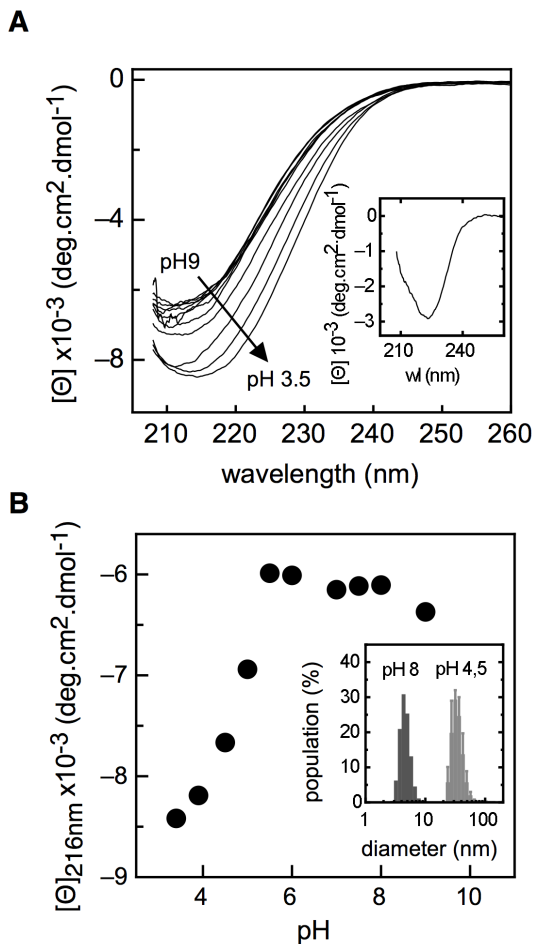 A
[Θ] x10-3 (deg.cm2.dmol-1)
0
−4
−8
pH9
pH 3.5
210 220 230 240 250 260
wavelength (nm)
[Θ] 10-3 (deg.cm2·dmol-1)
0
−1
−2
−3
210 240
wl (nm)
B
[Θ]216nm x10-3 (deg.cm2.dmol-1)
−6
−7
−8
−9
4 6 8 10
pH
population (%)
40
30
20
10
0
pH 8 pH 4,5
1 10 100
diameter (nm)